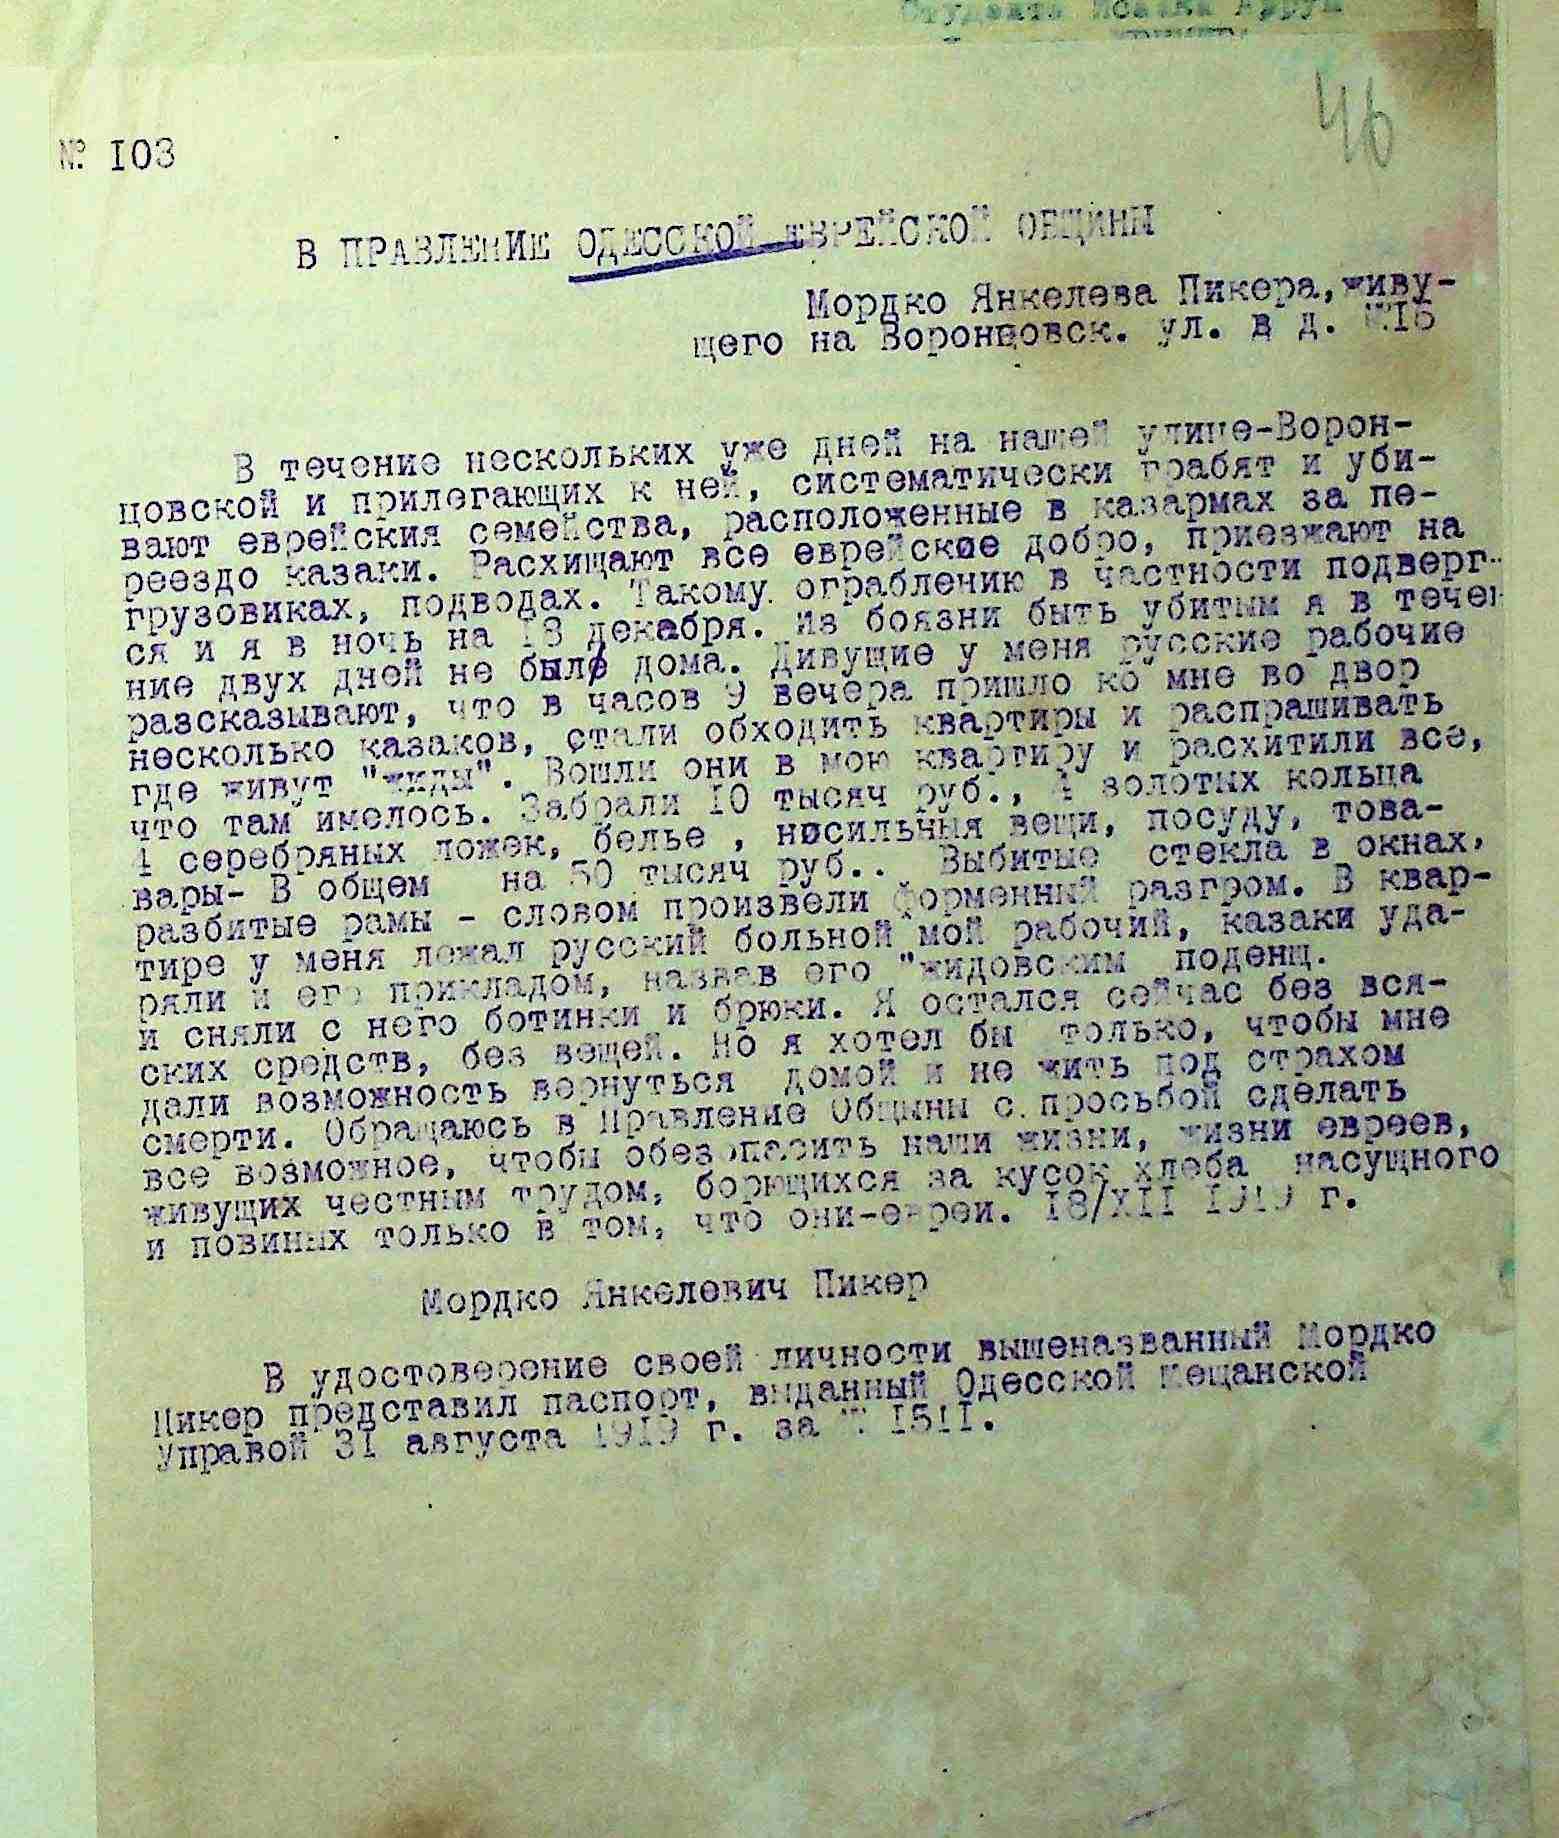 Студента Исаака
46
№ 103
В ПРАВЛЕНИЕ ОДЕССКОЙ ЕВРЕЙСКОЙ ОБЩИНЫ
Мордко Янкелева Пикера, живу-
щего на Воронцовск. ул. в д.
В течение нескольких уже дней на нашей улице-Ворон-
цовской и прилегающих к ней, систематически грабят и уби-
вают еврейския семейства, расположенные в казармах за пе-
реездо казаки. Расхищают все еврейское добро, приезжают на
грузовиках, подводах. Такому ограблению в частности подверг-
ся и я в ночь на 18 декабря. Из боязни быть убитым я в течен
ние двух дней не был дома. Дивущие у меня русские рабочие
разсказывают, что в часов 9 вечера пришло ко мне во двор
несколько казаков, стали обходить квартиры и распрашивать
где живут "жиды". Вошли они в мою квартиру и расхитили все,
что там имелось. Забрали 10 тысяч руб., 4 золотых кольца
4 серебряных ложек, белье , носильныя вещи, посуду, това-
вары- В общем на 50 тысяч руб.. Выбитые стекла в окнах,
разбитые рамы - словом произвели форменный разгром. В квар-
тире у меня лежал русский больной мой рабочий, казаки уда-
ряли и его прикладом, назвав его "жидовским поденщ.
и сняли с него ботинки и брюки. Я остался сейчас без вся-
ских средств, без вещей. Но я хотел бы только, чтобы мне
дали возможность вернуться домой и не жить под страхом
смерти. Обращаюсь в Правление Общыны с просьбой сделать
все возможное, чтобы обезопасить наши жизни, жизни евреев,
живущих честным трудом, борющихся за кусок хлеба насущного
и повиных только в том, что они-евреи. 18/XII 1919 г.
Мордко Янкелевич Пикер
В удостоверение своей личности вышеназванный Мордко
Пикер представил паспорт, выданный Одесской Мещанской
Управой 31 августа 1919 г. за № 1511.